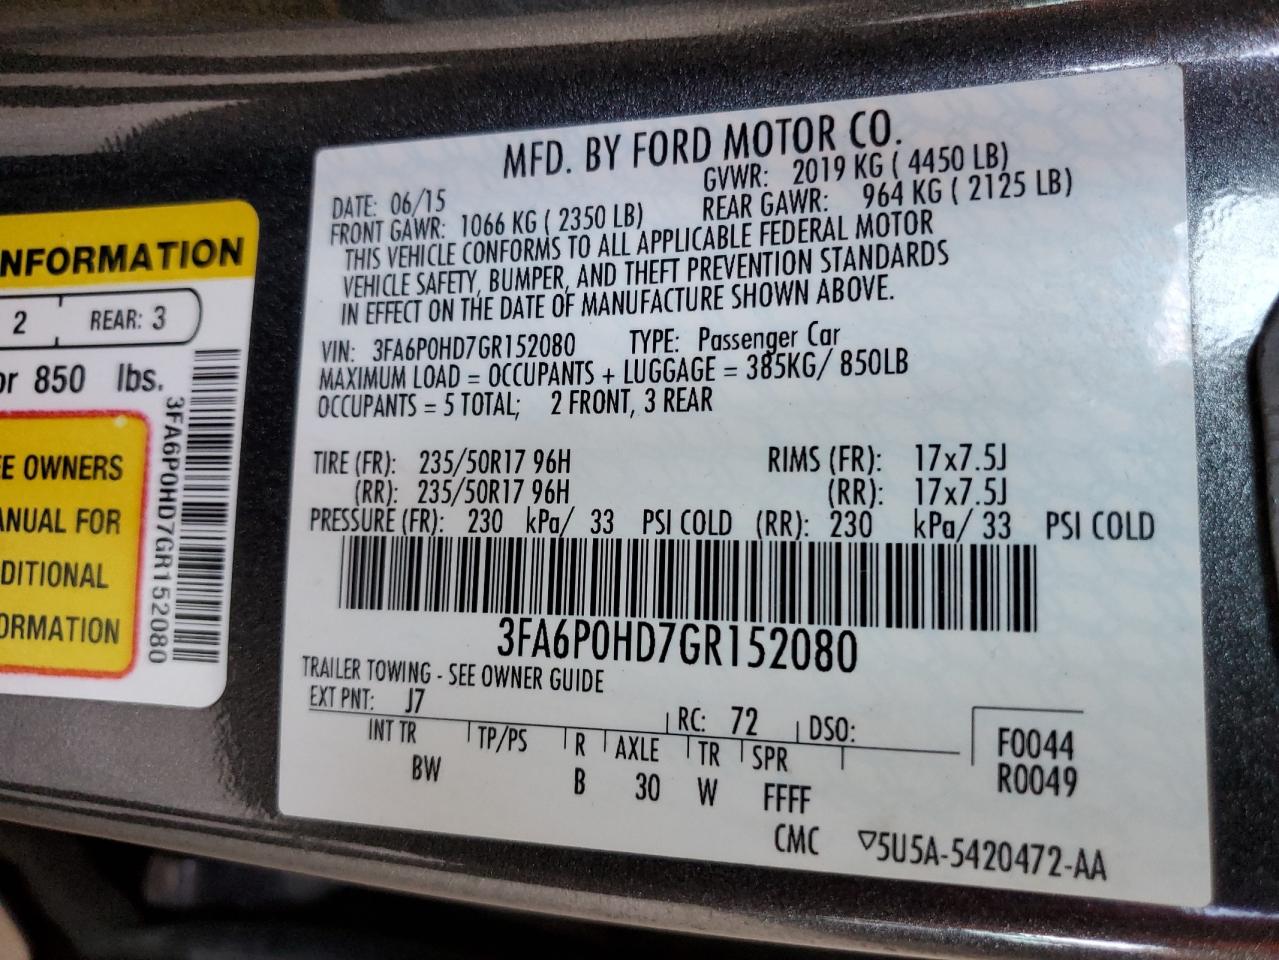 NFORMATION
2 REAR: 3
or 850 lbs.
E OWNERS
ANUAL FOR
DITIONAL
ORMATION
3FA6P0HD7GR152080
MFD. BY FORD MOTOR CO.
DATE: 06/15 GVWR: 2019 KG ( 4450 LB)
FRONT GAWR: 1066 KG ( 2350 LB) REAR GAWR: 964 KG ( 2125 LB)
THIS VEHICLE CONFORMS TO ALL APPLICABLE FEDERAL MOTOR
VEHICLE SAFETY, BUMPER, AND THEFT PREVENTION STANDARDS
IN EFFECT ON THE DATE OF MANUFACTURE SHOWN ABOVE.
VIN: 3FA6P0HD7GR152080 TYPE: Passenger Car
MAXIMUM LOAD = OCCUPANTS + LUGGAGE = 385KG/ 850LB
OCCUPANTS = 5 TOTAL; 2 FRONT, 3 REAR
TIRE (FR): 235/50R17 96H RIMS (FR): 17x7.5J
(RR): 235/50R17 96H (RR): 17x7.5J
PRESSURE (FR): 230 kPa/ 33 PSI COLD (RR): 230 kPa/ 33 PSI COLD
3FA6P0HD7GR152080
TRAILER TOWING - SEE OWNER GUIDE
EXT PNT: J7 RC: 72 DSO:
INT TR TP/PS R AXLE TR SPR F0044
BW B 30 W FFFF R0049
CMC ▽5U5A-5420472-AA